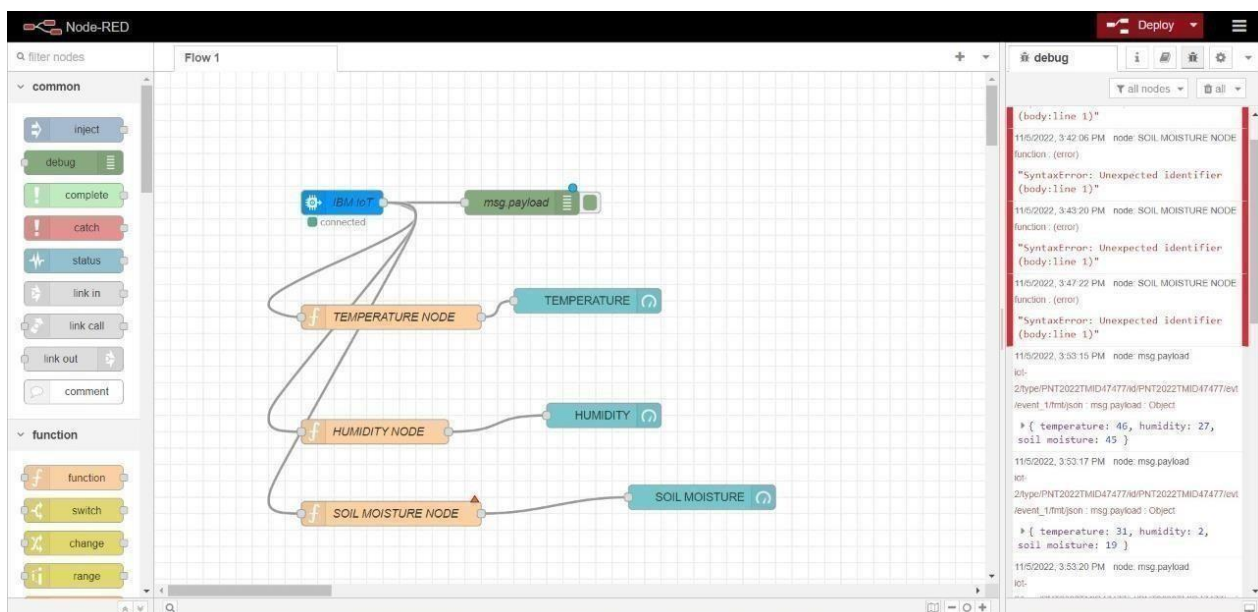 Node-RED
Deploy
filter nodes
common
inject
debug
complete
catch
status
link in
link call
link out
comment
function
function
switch
change
range
Flow 1
IBM IoT
connected
msg.payload
TEMPERATURE NODE
TEMPERATURE
HUMIDITY NODE
HUMIDITY
SOIL MOISTURE NODE
SOIL MOISTURE
debug
all nodes
all
(body:line 1)"
11/5/2022, 3:42:06 PM node: SOIL MOISTURE NODE
function : (error)
"SyntaxError: Unexpected identifier
(body:line 1)"
11/5/2022, 3:43:20 PM node: SOIL MOISTURE NODE
function : (error)
"SyntaxError: Unexpected identifier
(body:line 1)"
11/5/2022, 3:47:22 PM node: SOIL MOISTURE NODE
function : (error)
"SyntaxError: Unexpected identifier
(body:line 1)"
11/5/2022, 3:53:15 PM node: msg.payload
iot-
2/type/PNT2022TMID47477/id/PNT2022TMID47477/evt
/event_1/fmt/json : msg.payload : Object
{ temperature: 46, humidity: 27,
soil moisture: 45 }
11/5/2022, 3:53:17 PM node: msg.payload
iot-
2/type/PNT2022TMID47477/id/PNT2022TMID47477/evt
/event_1/fmt/json : msg.payload : Object
{ temperature: 31, humidity: 2,
soil moisture: 19 }
11/5/2022, 3:53:20 PM node: msg.payload
iot-